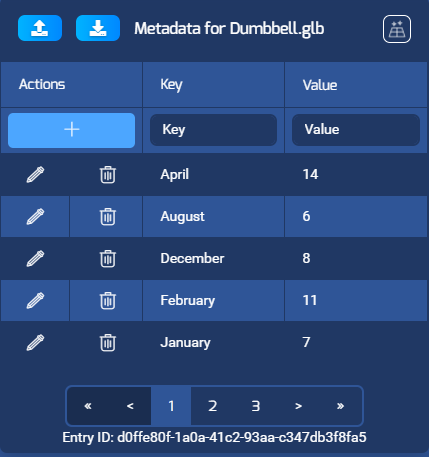 Metadata for Dumbbell.glb
Actions Key Value
+ Key Value
April 14
August 6
December 8
February 11
January 7
« < 1 2 3 > »
Entry ID: d0ffe80f-1a0a-41c2-93aa-c347db3f8fa5